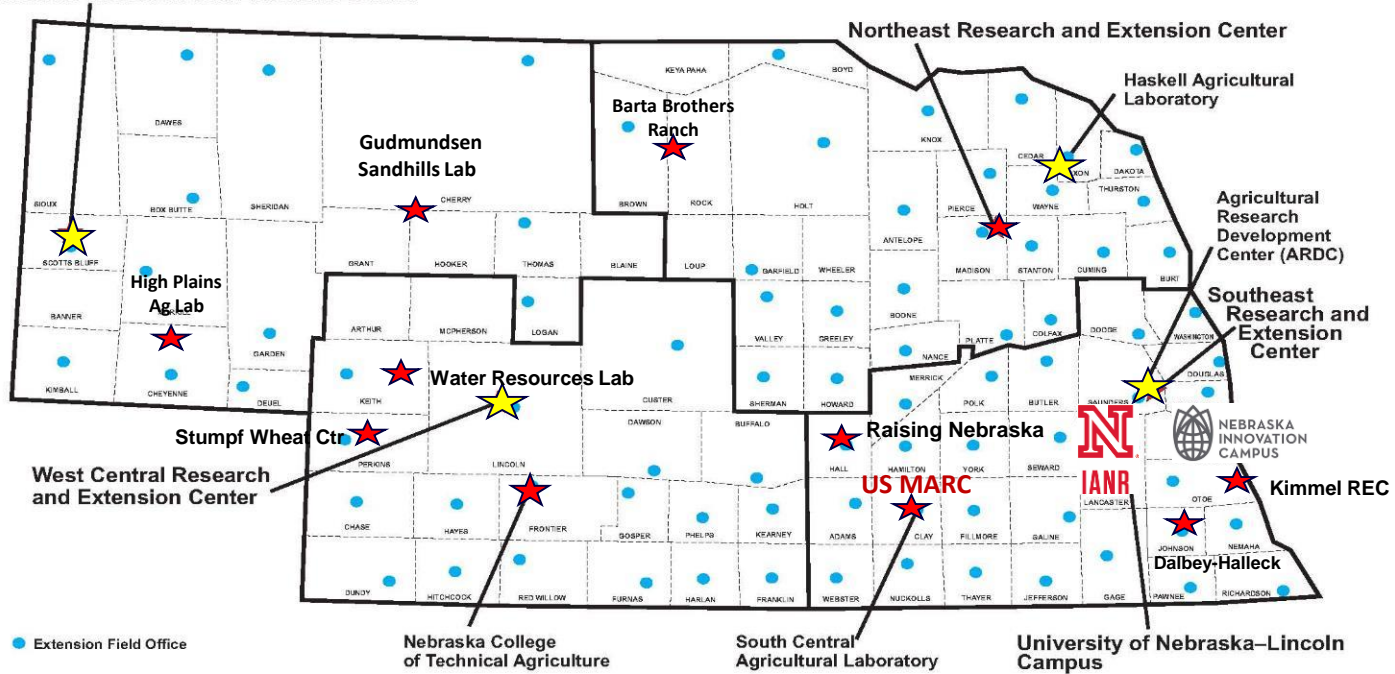 Northeast Research and Extension Center
Haskell Agricultural
Laboratory
KEYA PAHA
BOYD
Barta Brothers
Ranch
KNOX
CEDAR
DAKOTA
DAWES
Gudmundsen
Sandhills Lab
THURSTON
SIOUX
BOX BUTTE
SHERIDAN
CHERRY
BROWN
ROCK
HOLT
PIERCE
WAYNE
ANTELOPE
Agricultural
Research
Development
Center (ARDC)
SCOTTS BLUFF
GRANT
HOOKER
THOMAS
BLAINE
LOUP
GARFIELD
WHEELER
MADISON
STANTON
CUMING
BURT
High Plains
Ag Lab
BANNER
ARTHUR
MCPHERSON
LOGAN
VALLEY
GREELEY
BOONE
PLATTE
COLFAX
DODGE
WASHINGTON
Southeast
Research and
Extension
Center
GARDEN
NANCE
KIMBALL
CHEYENNE
DEUEL
KEITH
Water Resources Lab
CUSTER
SHERMAN
HOWARD
MERRICK
POLK
BUTLER
SAUNDERS
DOUGLAS
Stumpf Wheat Ctr
PERKINS
LINCOLN
DAWSON
BUFFALO
Raising Nebraska
HALL
HAMILTON
YORK
SEWARD
N
IANR
NEBRASKA
INNOVATION
CAMPUS
West Central Research
and Extension Center
US MARC
LANCASTER
OTOE
Kimmel REC
CHASE
HAYES
FRONTIER
GOSPER
PHELPS
KEARNEY
ADAMS
CLAY
FILLMORE
SALINE
JOHNSON
NEMAHA
Dalbey-Halleck
DUNDY
HITCHCOCK
RED WILLOW
FURNAS
HARLAN
FRANKLIN
WEBSTER
NUCKOLLS
THAYER
JEFFERSON
GAGE
PAWNEE
RICHARDSON
Extension Field Office
Nebraska College
of Technical Agriculture
South Central
Agricultural Laboratory
University of Nebraska–Lincoln
Campus